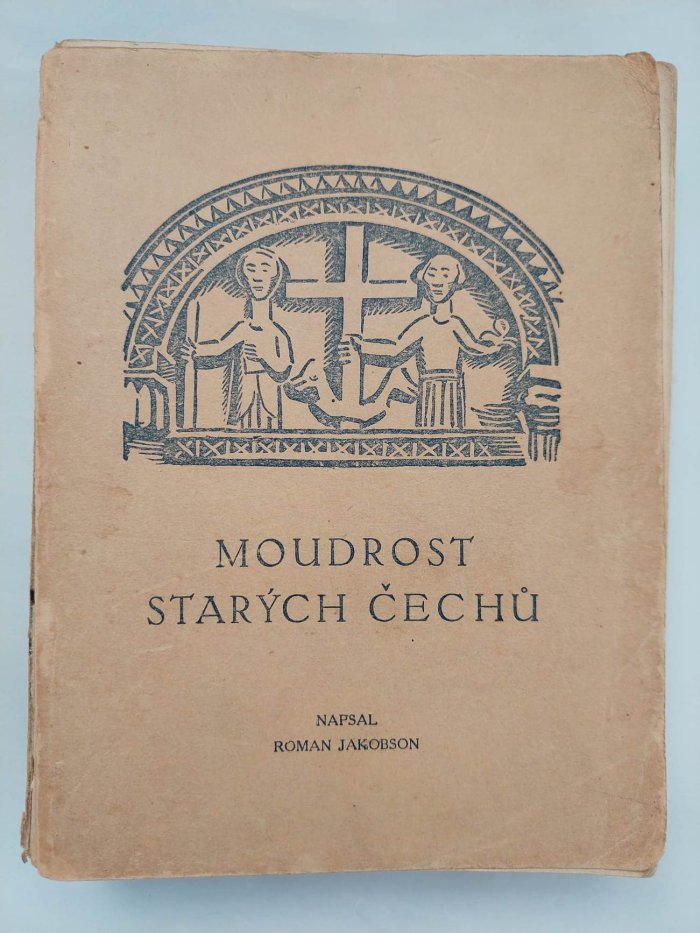 MOUDROST
STARÝCH ČECHŮ
NAPSAL
ROMAN JAKOBSON